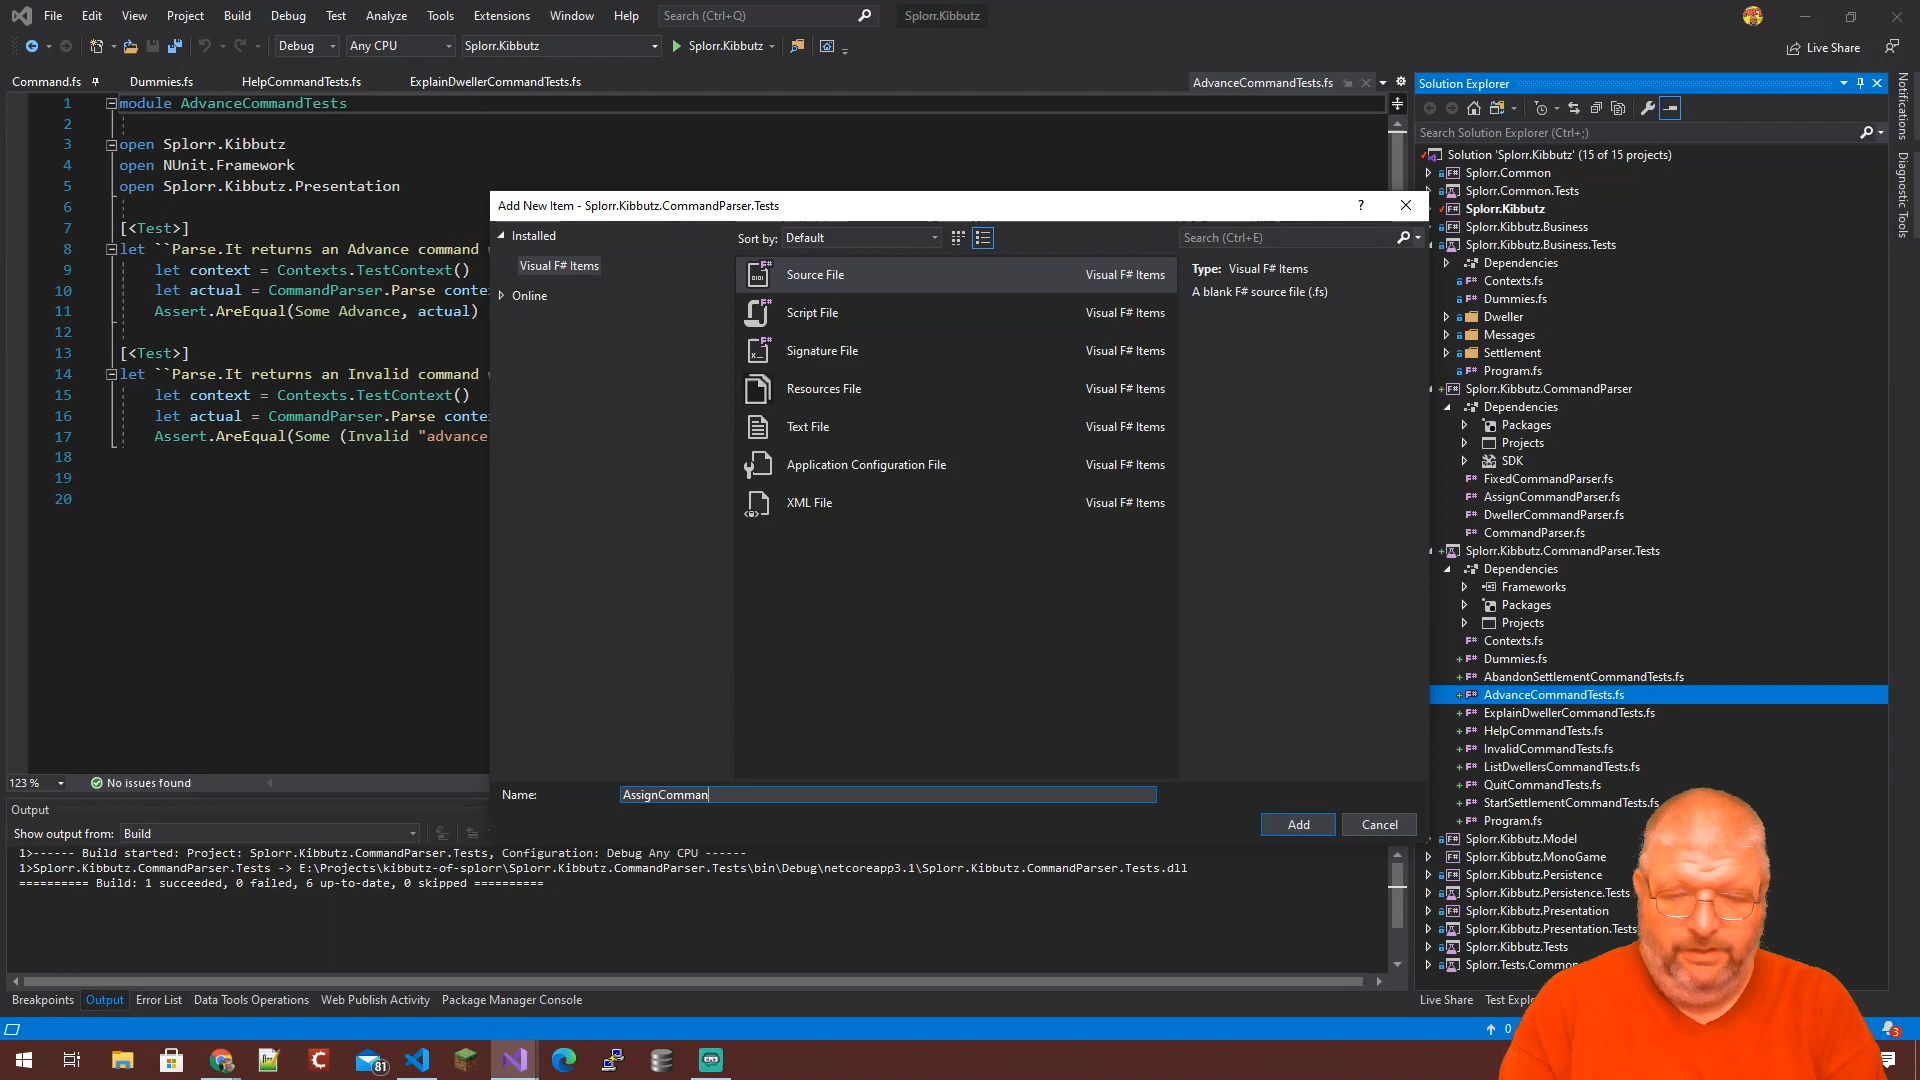 File Edit View Project Build Debug Test Analyze Tools Extensions Window Help Search (Ctrl+Q) Splorr.Kibbutz
Debug Any CPU Splorr.Kibbutz Splorr.Kibbutz Live Share
Command.fs Dummies.fs HelpCommandTests.fs ExplainDwellerCommandTests.fs AdvanceCommandTests.fs
1 module AdvanceCommandTests
2
3 open Splorr.Kibbutz
4 open NUnit.Framework
5 open Splorr.Kibbutz.Presentation
6
7 [<Test>]
8 let ``Parse.It returns an Advance command
9 let context = Contexts.TestContext()
10 let actual = CommandParser.Parse conte
11 Assert.AreEqual(Some Advance, actual)
12
13 [<Test>]
14 let ``Parse.It returns an Invalid command
15 let context = Contexts.TestContext()
16 let actual = CommandParser.Parse conte
17 Assert.AreEqual(Some (Invalid "advance
18
19
20
123 % No issues found
Add New Item - Splorr.Kibbutz.CommandParser.Tests ?
Installed
Visual F# Items
Online
Sort by: Default
Search (Ctrl+E)
Source File Visual F# Items
Script File Visual F# Items
Signature File Visual F# Items
Resources File Visual F# Items
Text File Visual F# Items
Application Configuration File Visual F# Items
XML File Visual F# Items
Type: Visual F# Items
A blank F# source file (.fs)
Name: AssignComman
Add Cancel
Output
Show output from: Build
1>------ Build started: Project: Splorr.Kibbutz.CommandParser.Tests, Configuration: Debug Any CPU ------
1>Splorr.Kibbutz.CommandParser.Tests -> E:\Projects\kibbutz-of-splorr\Splorr.Kibbutz.CommandParser.Tests\bin\Debug\netcoreapp3.1\Splorr.Kibbutz.CommandParser.Tests.dll
========== Build: 1 succeeded, 0 failed, 6 up-to-date, 0 skipped ==========
Breakpoints Output Error List Data Tools Operations Web Publish Activity Package Manager Console
Solution Explorer
Search Solution Explorer (Ctrl+;)
Solution 'Splorr.Kibbutz' (15 of 15 projects)
Splorr.Common
Splorr.Common.Tests
Splorr.Kibbutz
Splorr.Kibbutz.Business
Splorr.Kibbutz.Business.Tests
Dependencies
Contexts.fs
Dummies.fs
Dweller
Messages
Settlement
Program.fs
Splorr.Kibbutz.CommandParser
Dependencies
Packages
Projects
SDK
FixedCommandParser.fs
AssignCommandParser.fs
DwellerCommandParser.fs
CommandParser.fs
Splorr.Kibbutz.CommandParser.Tests
Dependencies
Frameworks
Packages
Projects
Contexts.fs
Dummies.fs
AbandonSettlementCommandTests.fs
AdvanceCommandTests.fs
ExplainDwellerCommandTests.fs
HelpCommandTests.fs
InvalidCommandTests.fs
ListDwellersCommandTests.fs
QuitCommandTests.fs
StartSettlementCommandTests.fs
Program.fs
Splorr.Kibbutz.Model
Splorr.Kibbutz.MonoGame
Splorr.Kibbutz.Persistence
Splorr.Kibbutz.Persistence.Tests
Splorr.Kibbutz.Presentation
Splorr.Kibbutz.Presentation.Tests
Splorr.Kibbutz.Tests
Splorr.Tests.Common
Live Share Test Explo
Notifications
Diagnostic Tools
0
3
81